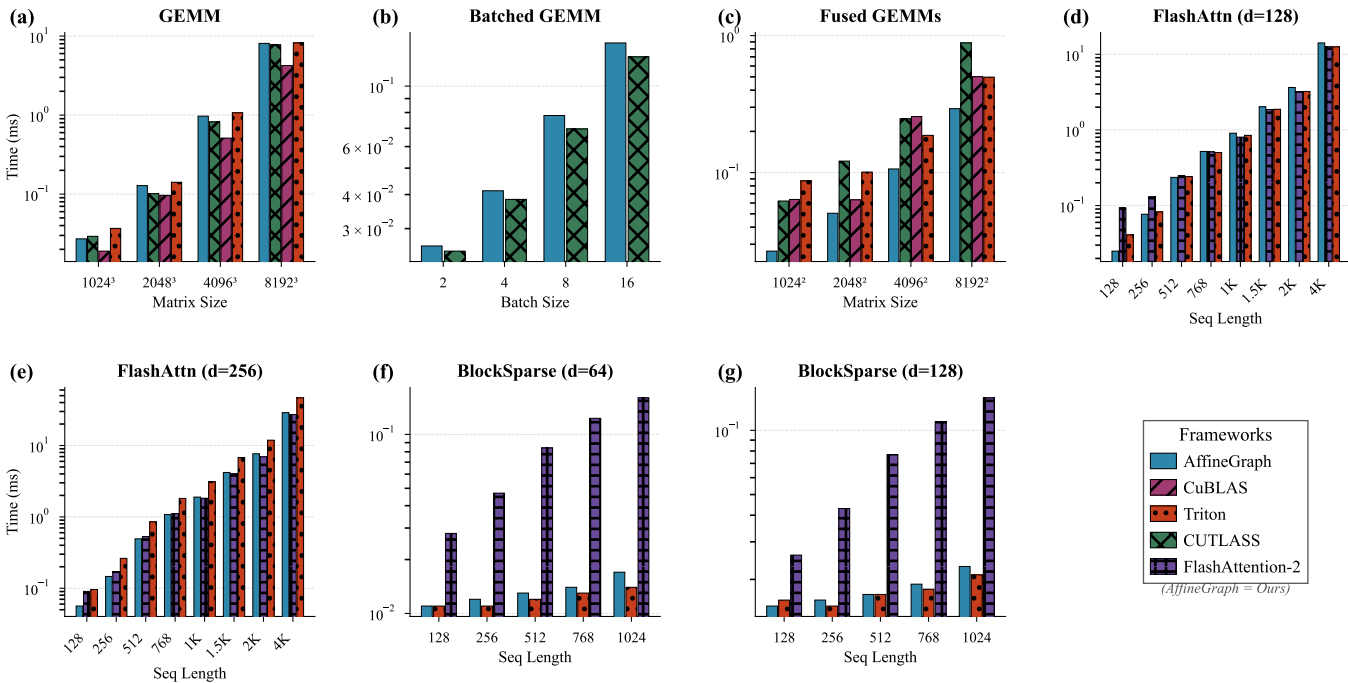 (a) GEMM
Time (ms)
10¹
10⁰
10⁻¹
1024³ 2048³ 4096³ 8192³
Matrix Size
(b) Batched GEMM
10⁻¹
6 × 10⁻²
4 × 10⁻²
3 × 10⁻²
2 4 8 16
Batch Size
(c) Fused GEMMs
10⁰
10⁻¹
1024² 2048² 4096² 8192²
Matrix Size
(d) FlashAttn (d=128)
10¹
10⁰
10⁻¹
128 256 512 768 1K 1.5K 2K 4K
Seq Length
(e) FlashAttn (d=256)
Time (ms)
10¹
10⁰
10⁻¹
128 256 512 768 1K 1.5K 2K 4K
Seq Length
(f) BlockSparse (d=64)
10⁻¹
10⁻²
128 256 512 768 1024
Seq Length
(g) BlockSparse (d=128)
10⁻¹
128 256 512 768 1024
Seq Length
Frameworks
AffineGraph
CuBLAS
Triton
CUTLASS
FlashAttention-2
(AffineGraph = Ours)